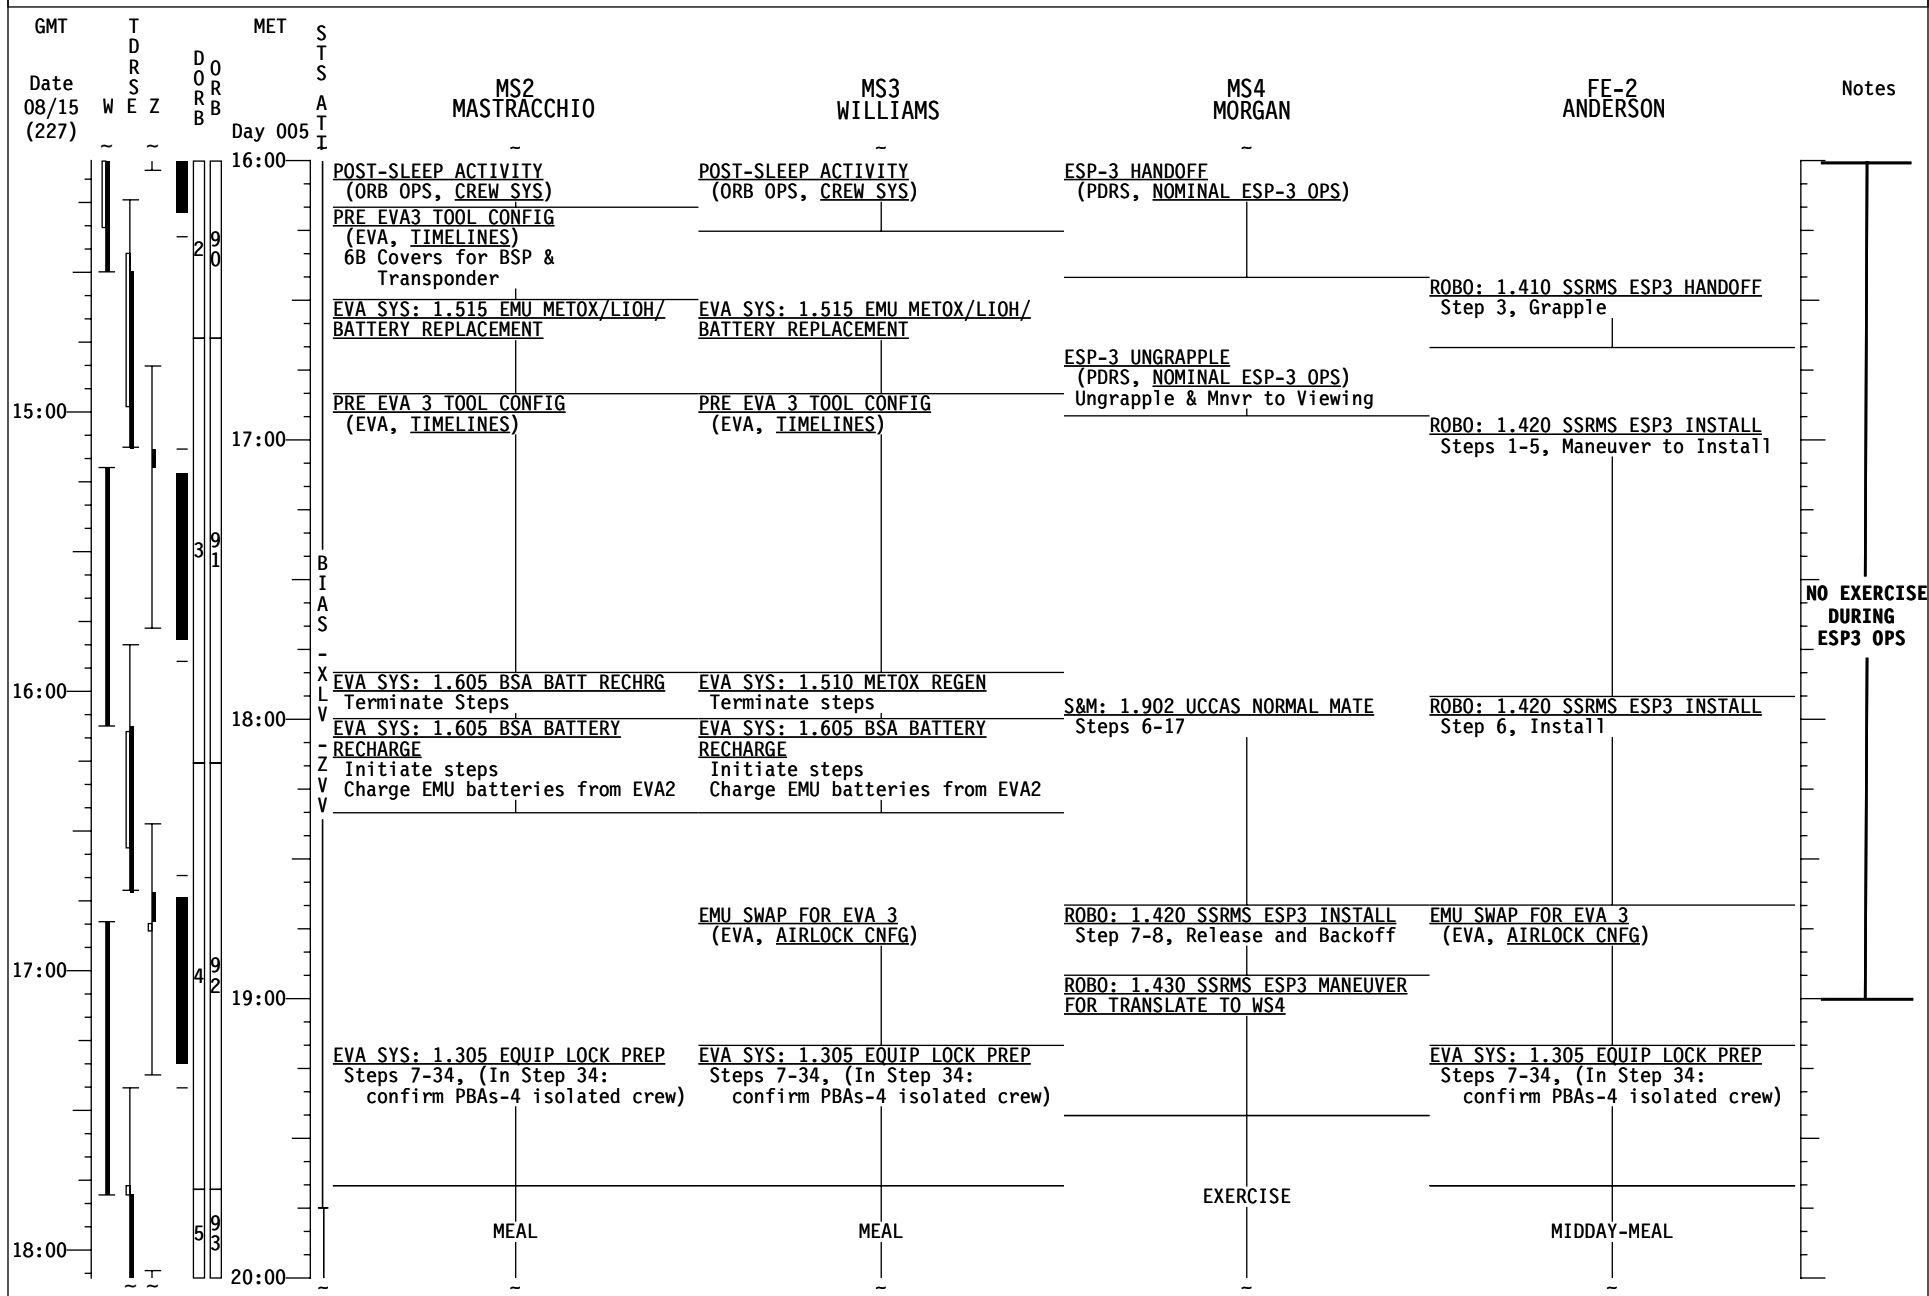 GMT
Date
08/15
(227)
TDRS
W E Z
DORB
ORB
MET
Day 005
STS ATT
MS2
MASTRACCHIO
MS3
WILLIAMS
MS4
MORGAN
FE-2
ANDERSON
Notes
15:00
16:00
17:00
18:00
2
3
4
5
90
91
92
93
16:00
17:00
18:00
19:00
20:00
BIAS -XLV -ZVV
POST-SLEEP ACTIVITY
(ORB OPS, CREW SYS)
PRE EVA3 TOOL CONFIG
(EVA, TIMELINES)
6B Covers for BSP &
Transponder
EVA SYS: 1.515 EMU METOX/LIOH/
BATTERY REPLACEMENT
PRE EVA 3 TOOL CONFIG
(EVA, TIMELINES)
EVA SYS: 1.605 BSA BATT RECHRG
Terminate Steps
EVA SYS: 1.605 BSA BATTERY
RECHARGE
Initiate steps
Charge EMU batteries from EVA2
EVA SYS: 1.305 EQUIP LOCK PREP
Steps 7-34, (In Step 34:
confirm PBAs-4 isolated crew)
MEAL
POST-SLEEP ACTIVITY
(ORB OPS, CREW SYS)
EVA SYS: 1.515 EMU METOX/LIOH/
BATTERY REPLACEMENT
PRE EVA 3 TOOL CONFIG
(EVA, TIMELINES)
EVA SYS: 1.510 METOX REGEN
Terminate steps
EVA SYS: 1.605 BSA BATTERY
RECHARGE
Initiate steps
Charge EMU batteries from EVA2
EMU SWAP FOR EVA 3
(EVA, AIRLOCK CNFG)
EVA SYS: 1.305 EQUIP LOCK PREP
Steps 7-34, (In Step 34:
confirm PBAs-4 isolated crew)
MEAL
ESP-3 HANDOFF
(PDRS, NOMINAL ESP-3 OPS)
ESP-3 UNGRAPPLE
(PDRS, NOMINAL ESP-3 OPS)
Ungrapple & Mnvr to Viewing
S&M: 1.902 UCCAS NORMAL MATE
Steps 6-17
ROBO: 1.420 SSRMS ESP3 INSTALL
Step 7-8, Release and Backoff
ROBO: 1.430 SSRMS ESP3 MANEUVER
FOR TRANSLATE TO WS4
EXERCISE
ROBO: 1.410 SSRMS ESP3 HANDOFF
Step 3, Grapple
ROBO: 1.420 SSRMS ESP3 INSTALL
Steps 1-5, Maneuver to Install
ROBO: 1.420 SSRMS ESP3 INSTALL
Step 6, Install
EMU SWAP FOR EVA 3
(EVA, AIRLOCK CNFG)
EVA SYS: 1.305 EQUIP LOCK PREP
Steps 7-34, (In Step 34:
confirm PBAs-4 isolated crew)
MIDDAY-MEAL
NO EXERCISE
DURING
ESP3 OPS